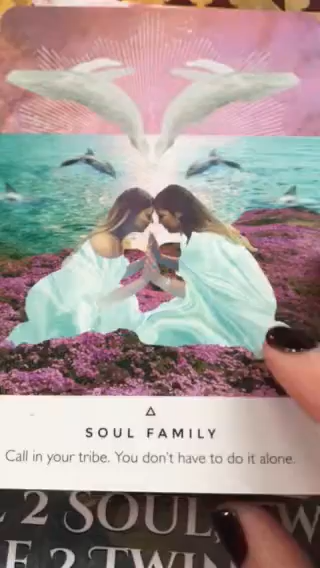 SOUL FAMILY
Call in your tribe. You don't have to do it alone.
2 SOUL
2 TWIN